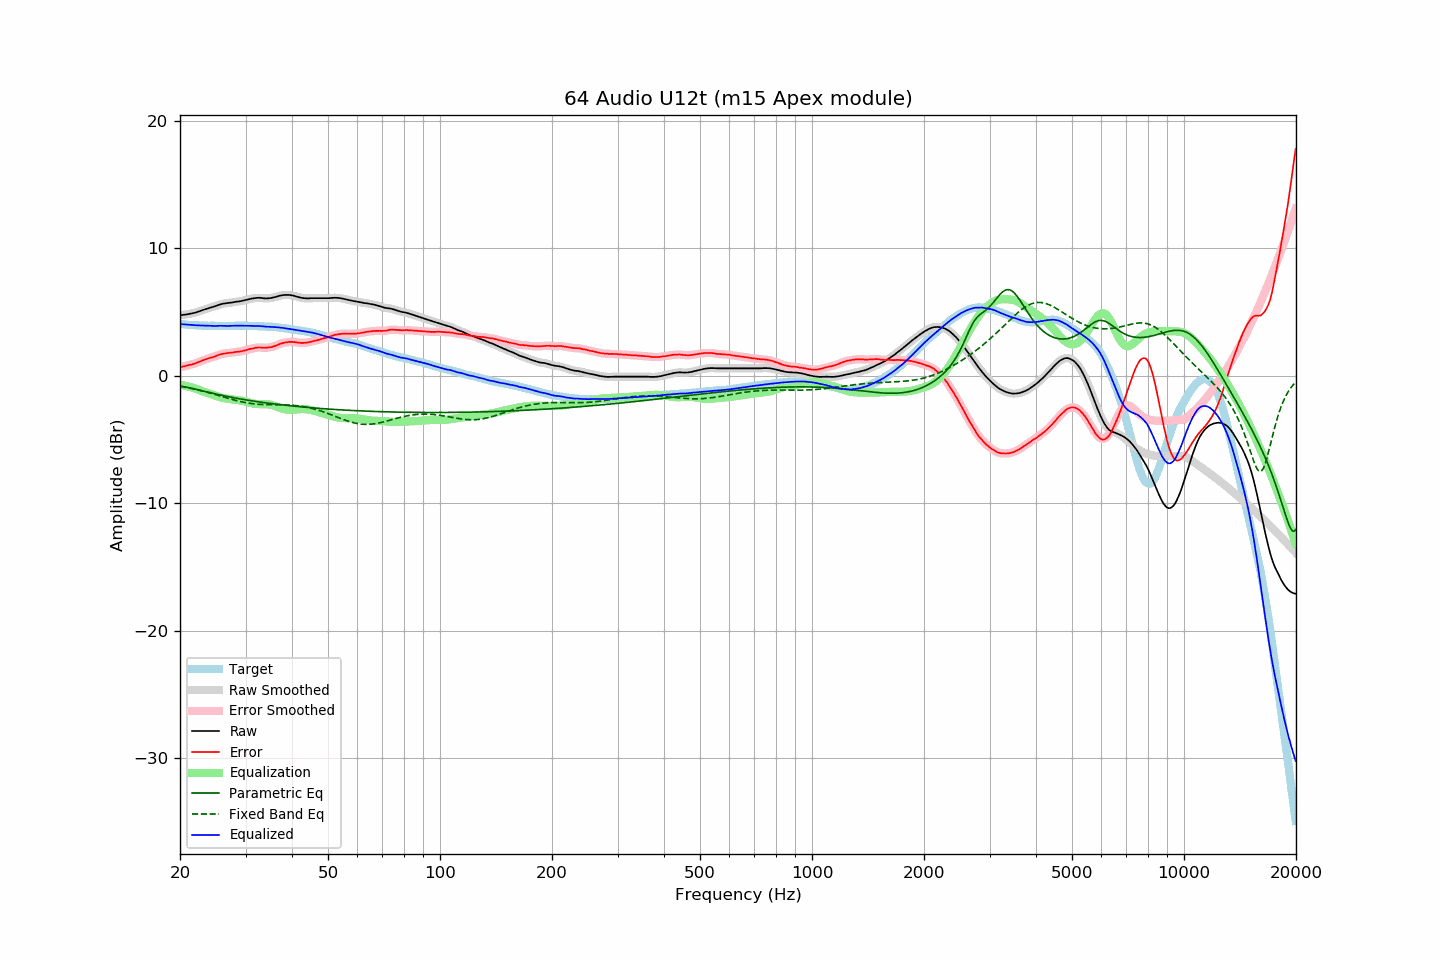 64 Audio U12t (m15 Apex module)
20
10
0
−10
−20
−30
Amplitude (dBr)
Target
Raw Smoothed
Error Smoothed
Raw
Error
Equalization
Parametric Eq
Fixed Band Eq
Equalized
20 50 100 200 500 1000 2000 5000 10000 20000
Frequency (Hz)